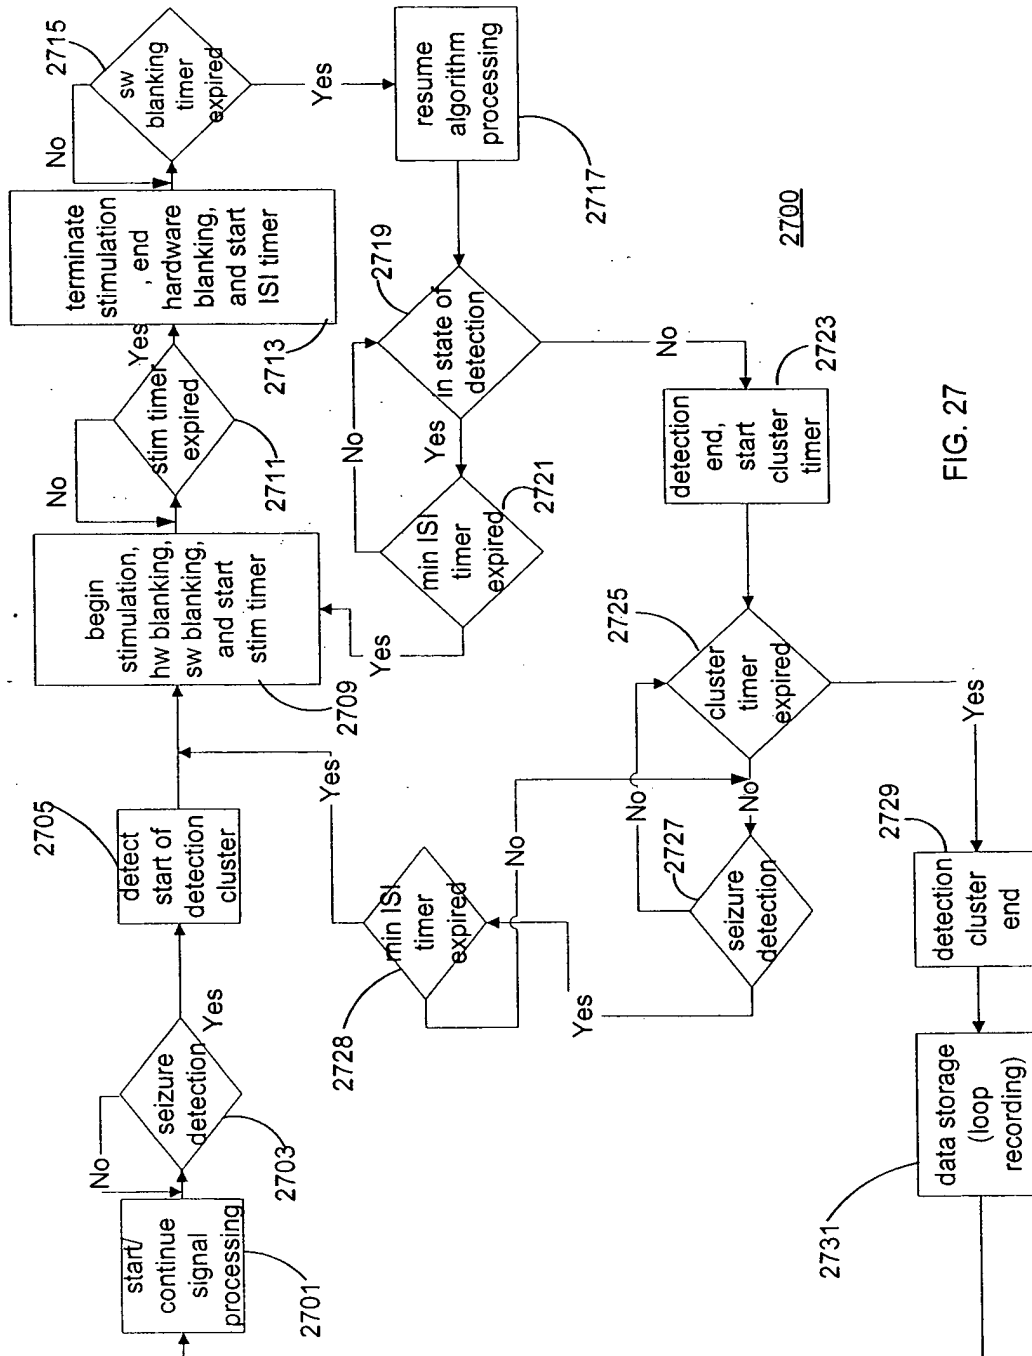 start/
continue
signal
processing
2701
No
seizure
detection
2703
Yes
detect
start of
detection
cluster
2705
begin
stimulation,
hw blanking,
sw blanking,
and start
stim timer
2709
No
stim timer
expired
2711
Yes
terminate
stimulation
, end
hardware
blanking,
and start
ISI timer
2713
No
sw
blanking
timer
expired
2715
Yes
resume
algorithm
processing
2717
in state of
detection
2719
Yes
No
min ISI
timer
expired
2721
Yes
No
detection
end,
start
cluster
timer
2723
cluster
timer
expired
2725
No
seizure
detection
2727
No
Yes
min ISI
timer
expired
2728
Yes
No
Yes
detection
cluster
end
2729
data storage
(loop
recording)
2731
2700
FIG. 27